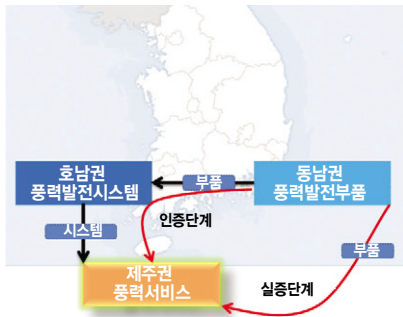 호남권
풍력발전시스템
부품
동남권
풍력발전부품
시스템
인증단계
부품
제주권
풍력서비스
실증단계